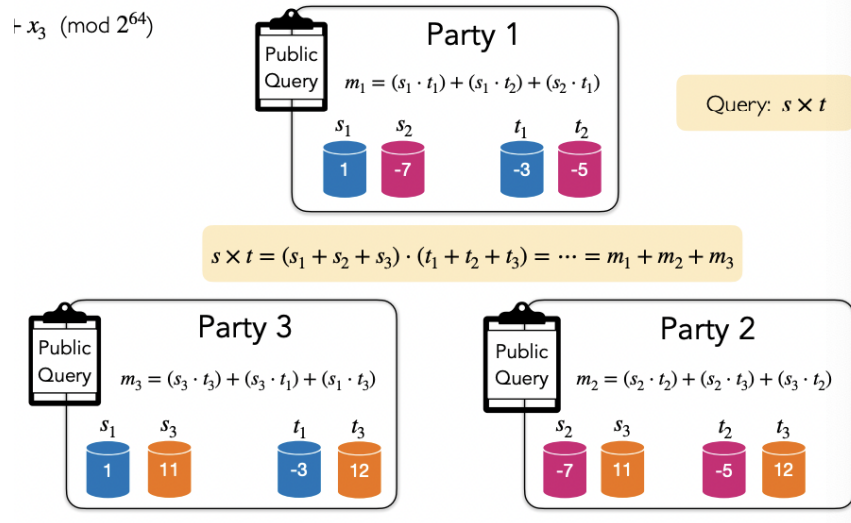 + x₃ (mod 2⁶⁴)
Party 1
Public
Query
m₁ = (s₁ · t₁) + (s₁ · t₂) + (s₂ · t₁)
s₁ s₂ t₁ t₂
1 -7 -3 -5
Query: s × t
s × t = (s₁ + s₂ + s₃) · (t₁ + t₂ + t₃) = ⋯ = m₁ + m₂ + m₃
Party 3
Public
Query
m₃ = (s₃ · t₃) + (s₃ · t₁) + (s₁ · t₃)
s₁ s₃ t₁ t₃
1 11 -3 12
Party 2
Public
Query
m₂ = (s₂ · t₂) + (s₂ · t₃) + (s₃ · t₂)
s₂ s₃ t₂ t₃
-7 11 -5 12